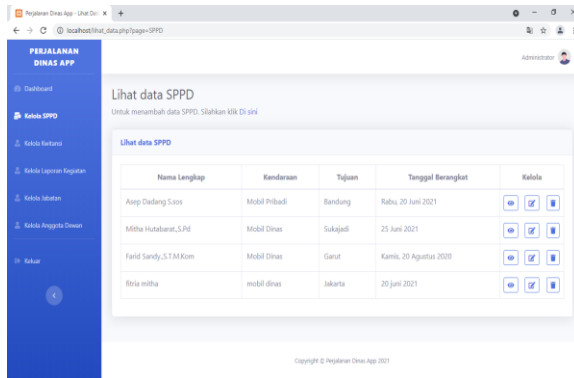 Perjalanan Dinas App - Lihat Dat
localhost/lihat_data.php?page=SPPD
PERJALANAN
DINAS APP
Administrator
Dashboard
Kelola SPPD
Kelola Kwitansi
Kelola Laporan Kegiatan
Kelola Jabatan
Kelola Anggota Dewan
Keluar
Lihat data SPPD
Untuk menambah data SPPD. Silahkan klik Di sini
Lihat data SPPD
Nama Lengkap Kendaraan Tujuan Tanggal Berangkat Kelola
Asep Dadang S.sos Mobil Pribadi Bandung Rabu, 20 Juni 2021
Mitha Hutabarat.,S.Pd Mobil Dinas Sukajadi 25 Juni 2021
Farid Sandy.,S.T.M.Kom Mobil Dinas Garut Kamis, 20 Agustus 2020
fitria mitha mobil dinas Jakarta 20 juni 2021
Copyright © Perjalanan Dinas App 2021